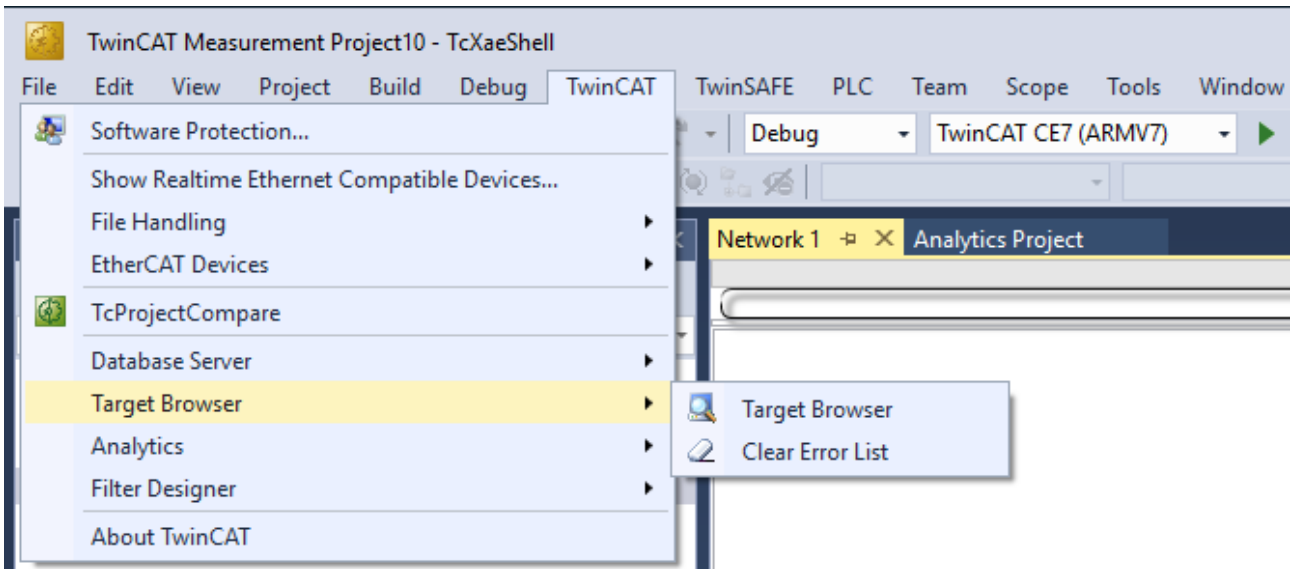 TwinCAT Measurement Project10 - TcXaeShell
File Edit View Project Build Debug TwinCAT TwinSAFE PLC Team Scope Tools Window
Software Protection...
Debug TwinCAT CE7 (ARMV7)
Show Realtime Ethernet Compatible Devices...
File Handling
Network 1 Analytics Project
EtherCAT Devices
TcProjectCompare
Database Server
Target Browser
Target Browser
Analytics
Clear Error List
Filter Designer
About TwinCAT